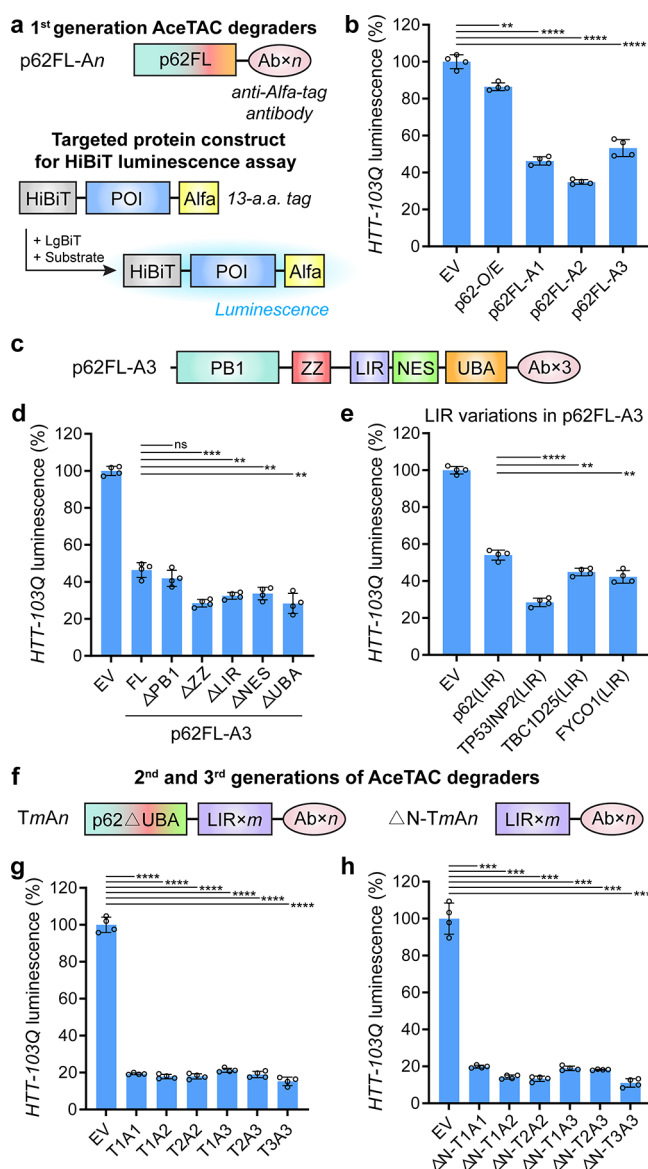 a 1st generation AceTAC degraders
p62FL-An
p62FL
Ab×n
anti-Alfa-tag
antibody
Targeted protein construct
for HiBiT luminescence assay
HiBiT
POI
Alfa
13-a.a. tag
+ LgBiT
+ Substrate
HiBiT
POI
Alfa
Luminescence
b
HTT-103Q luminescence (%)
120
100
80
60
40
20
0
**
****
****
****
EV
p62-O/E
p62FL-A1
p62FL-A2
p62FL-A3
c
p62FL-A3
PB1
ZZ
LIR
NES
UBA
Ab×3
d
HTT-103Q luminescence (%)
120
100
80
60
40
20
0
ns
***
**
**
**
EV
FL
△PB1
△ZZ
△LIR
△NES
△UBA
p62FL-A3
e
LIR variations in p62FL-A3
HTT-103Q luminescence (%)
120
100
80
60
40
20
0
****
**
**
EV
p62(LIR)
TP53INP2(LIR)
TBC1D25(LIR)
FYCO1(LIR)
f
2nd and 3rd generations of AceTAC degraders
TmAn
p62△UBA
LIR×m
Ab×n
△N-TmAn
LIR×m
Ab×n
g
HTT-103Q luminescence (%)
120
100
80
60
40
20
0
****
****
****
****
****
****
EV
T1A1
T1A2
T2A2
T1A3
T2A3
T3A3
h
HTT-103Q luminescence (%)
120
100
80
60
40
20
0
***
***
***
***
***
***
EV
ΔN-T1A1
ΔN-T1A2
ΔN-T2A2
ΔN-T1A3
ΔN-T2A3
ΔN-T3A3